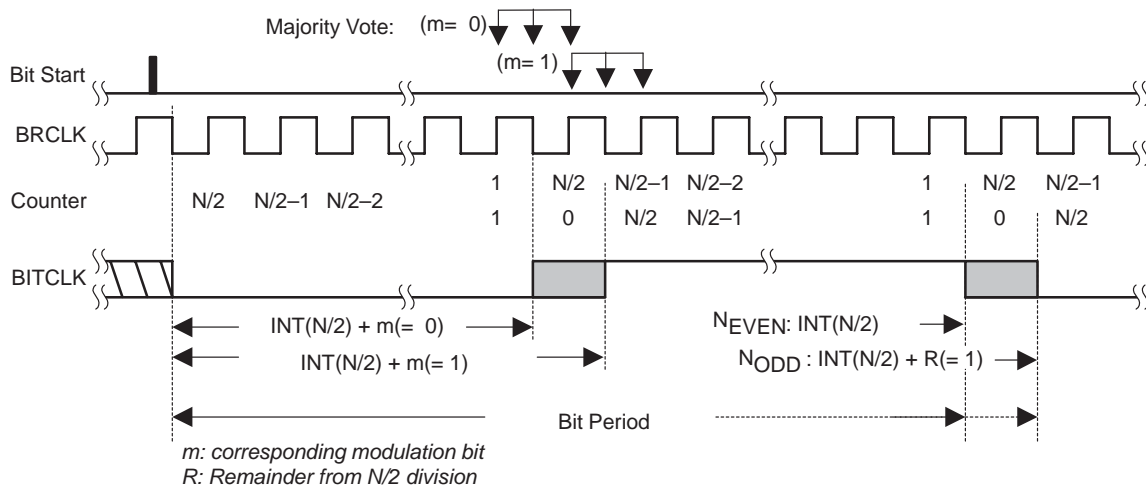 Majority Vote: (m= 0)
(m= 1)
Bit Start
BRCLK
Counter
N/2 N/2–1 N/2–2 1 N/2 N/2–1 N/2–2 1 N/2 N/2–1
1 0 N/2 N/2–1 1 0 N/2
BITCLK
INT(N/2) + m(= 0)
NEVEN: INT(N/2)
INT(N/2) + m(= 1)
NODD : INT(N/2) + R(= 1)
Bit Period
m: corresponding modulation bit
R: Remainder from N/2 division